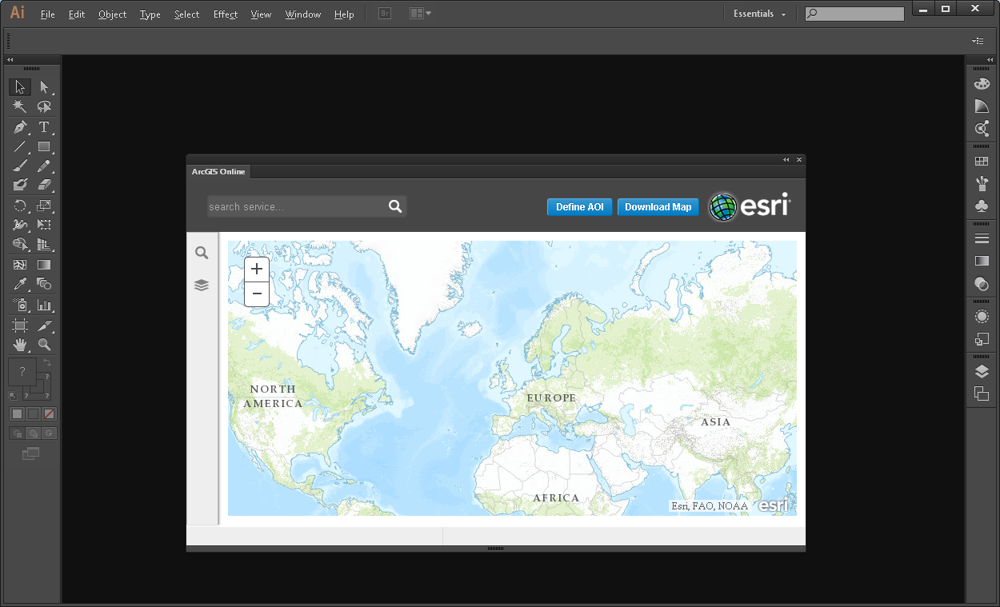 Ai File Edit Object Type Select Effect View Window Help Br Essentials
ArcGIS Online
search service... Define AOI Download Map esri
+
−
NORTH
AMERICA
EUROPE
ASIA
AFRICA
Esri, FAO, NOAA esri
T
?
?
? ?